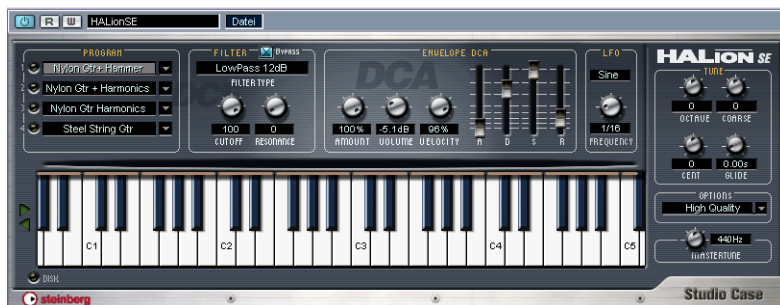 R W HALionSE Datei
PROGRAM
1 Nylon Gtr+ Hammer
2 Nylon Gtr + Harmonics
3 Nylon Gtr Harmonics
4 Steel String Gtr
FILTER BYPASS
LowPass 12dB
FILTER TYPE
100 0
CUTOFF RESONANCE
ENVELOPE DCA
DCA
100% -5.1dB 96%
AMOUNT VOLUME VELOCITY A D S R
LFO
Sine
1/16
FREQUENCY
HALion SE
TUNE
0 0
OCTAVE COARSE
0 0.00s
CENT GLIDE
OPTIONS
High Quality
440Hz
MASTERTUNE
C1 C2 C3 C4 C5
DISK
steinberg
Studio Case